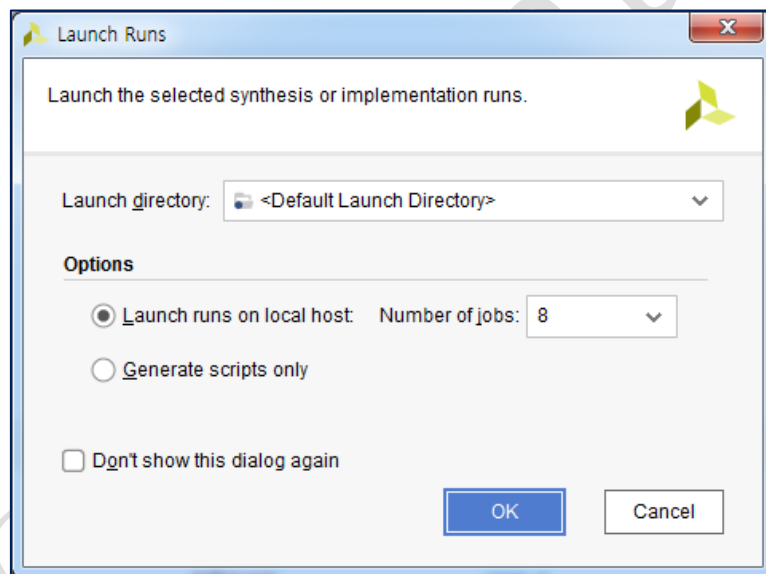 Launch Runs
Launch the selected synthesis or implementation runs.
Launch directory: <Default Launch Directory>
Options
Launch runs on local host: Number of jobs: 8
Generate scripts only
Don't show this dialog again
OK Cancel